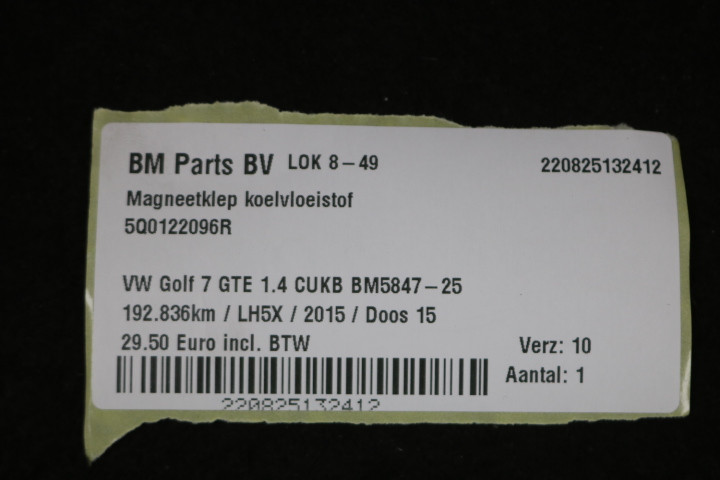 BM Parts BV LOK 8-49 220825132412
Magneetklep koelvloeistof
5Q0122096R
VW Golf 7 GTE 1.4 CUKB BM5847-25
192.836km / LH5X / 2015 / Doos 15
29.50 Euro incl. BTW Verz: 10
Aantal: 1
220825132412